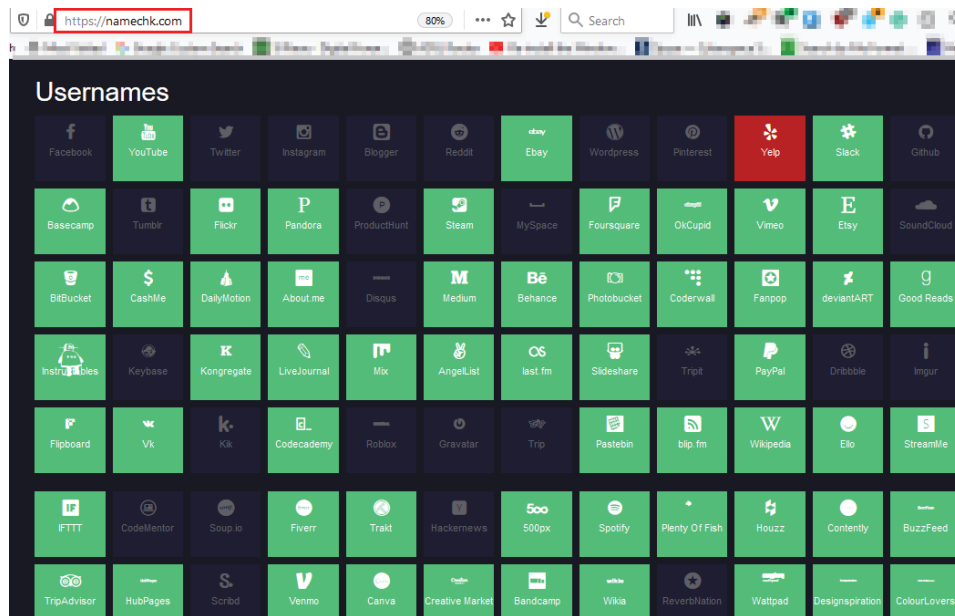 https://namechk.com
80%
Search
Usernames
Facebook YouTube Twitter Instagram Blogger Reddit Ebay Wordpress Pinterest Yelp Slack Github
Basecamp Tumblr Flickr Pandora ProductHunt Steam MySpace Foursquare OkCupid Vimeo Etsy SoundCloud
BitBucket CashMe DailyMotion About.me Disqus Medium Behance Photobucket Coderwall Fanpop deviantART Good Reads
Instructables Keybase Kongregate LiveJournal Mix AngelList last.fm Slideshare Tripit PayPal Dribbble Imgur
Flipboard Vk Kik Codecademy Roblox Gravatar Trip Pastebin blip.fm Wikipedia Ello StreamMe
IFTTT CodeMentor Soup.io Fiverr Trakt Hackernews 500px Spotify Plenty Of Fish Houzz Contently BuzzFeed
TripAdvisor HubPages Scribd Venmo Canva Creative Market Bandcamp Wikia ReverbNation Wattpad Designspiration ColourLovers